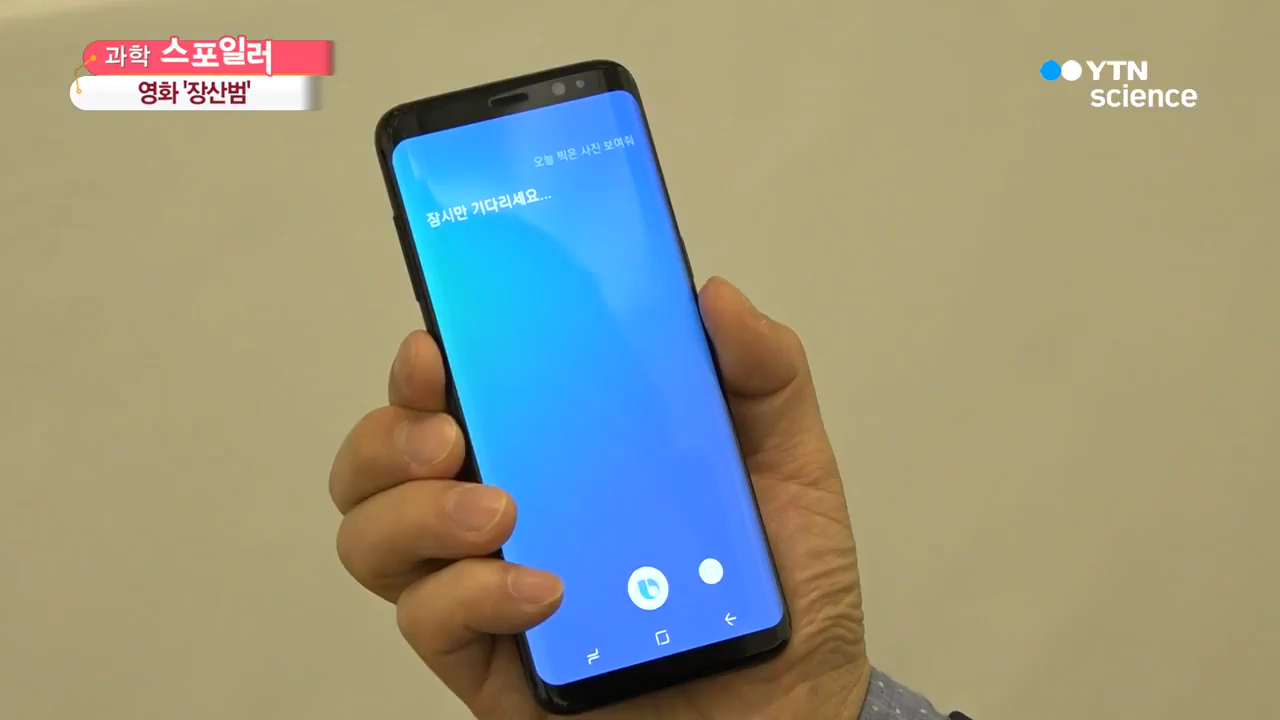 과학 스포일러
영화 '장산범'
YTN
science
오늘 찍은 사진 보여줘
잠시만 기다리세요...